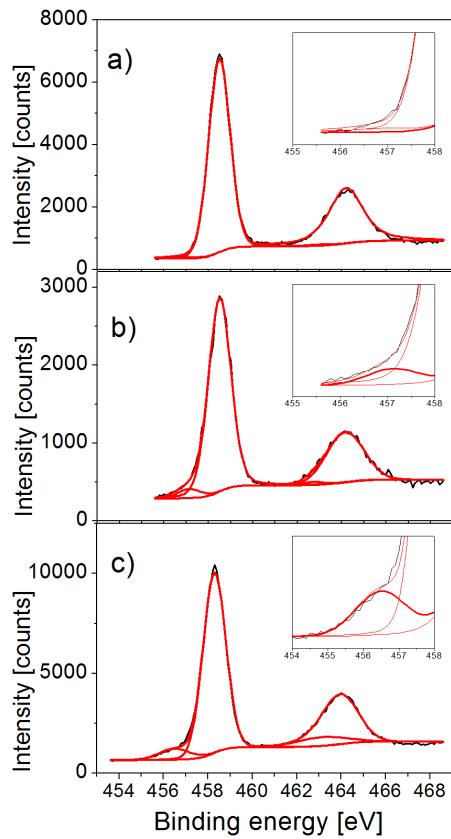 a)
8000
6000
4000
2000
0
Intensity [counts]
455 456 457 458
b)
3000
2000
1000
0
Intensity [counts]
455 456 457 458
c)
10000
5000
0
Intensity [counts]
454 455 456 457 458
454 456 458 460 462 464 466 468
Binding energy [eV]